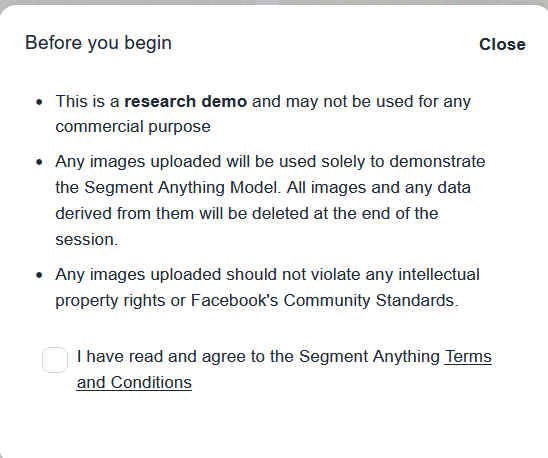 Before you begin
Close
• This is a research demo and may not be used for any
commercial purpose
• Any images uploaded will be used solely to demonstrate
the Segment Anything Model. All images and any data
derived from them will be deleted at the end of the
session.
• Any images uploaded should not violate any intellectual
property rights or Facebook's Community Standards.
I have read and agree to the Segment Anything Terms
and Conditions